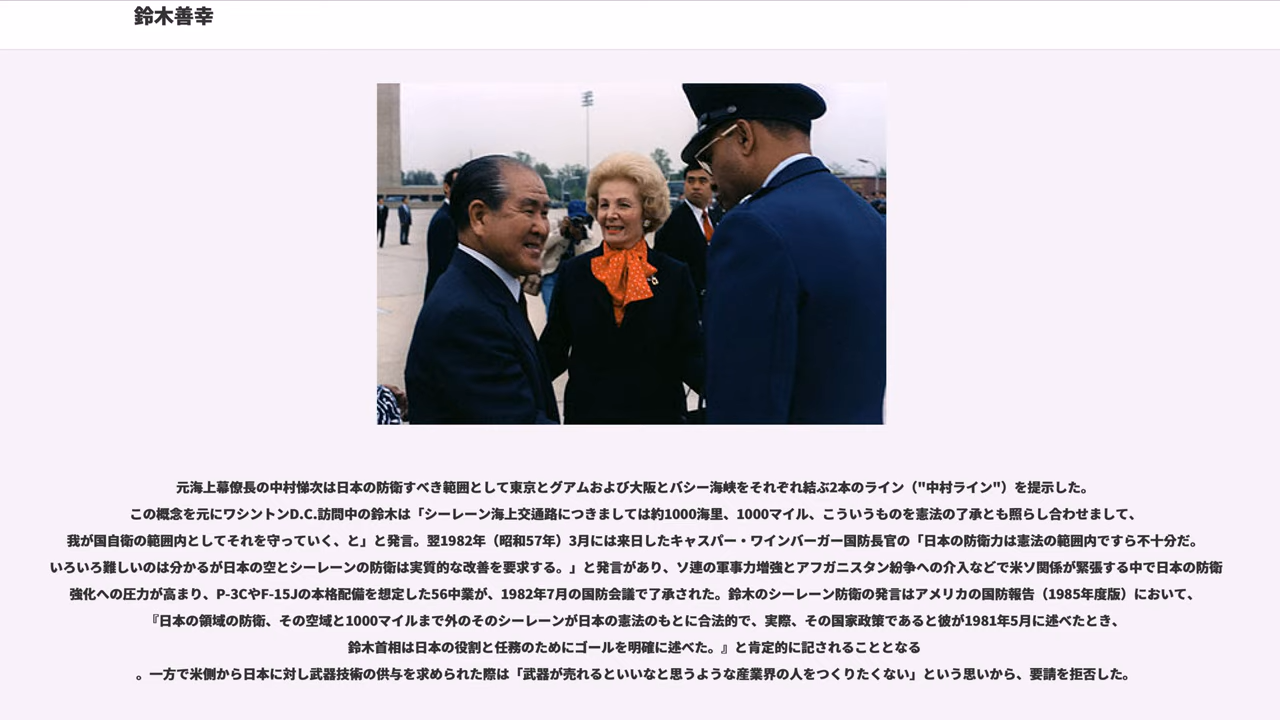 鈴木善幸
元海上幕僚長の中村悌次は日本の防衛すべき範囲として東京とグアムおよび大阪とバシー海峡をそれぞれ結ぶ2本のライン（"中村ライン"）を提示した。
この概念を元にワシントンD.C.訪問中の鈴木は「シーレーン海上交通路につきましては約1000海里、1000マイル、こういうものを憲法の了承とも照らし合わせまして、
我が国自衛の範囲内としてそれを守っていく、と」と発言。翌1982年（昭和57年）3月には来日したキャスパー・ワインバーガー国防長官の「日本の防衛力は憲法の範囲内ですら不十分だ。
いろいろ難しいのは分かるが日本の空とシーレーンの防衛は実質的な改善を要求する。」と発言があり、ソ連の軍事力増強とアフガニスタン紛争への介入などで米ソ関係が緊張する中で日本の防衛
強化への圧力が高まり、P-3CやF-15Jの本格配備を想定した56中業が、1982年7月の国防会議で了承された。鈴木のシーレーン防衛の発言はアメリカの国防報告（1985年度版）において、
『日本の領域の防衛、その空域と1000マイルまで外のそのシーレーンが日本の憲法のもとに合法的で、実際、その国家政策であると彼が1981年5月に述べたとき、
鈴木首相は日本の役割と任務のためにゴールを明確に述べた。』と肯定的に記されることとなる
。一方で米側から日本に対し武器技術の供与を求められた際は「武器が売れるといいなと思うような産業界の人をつくりたくない」という思いから、要請を拒否した。